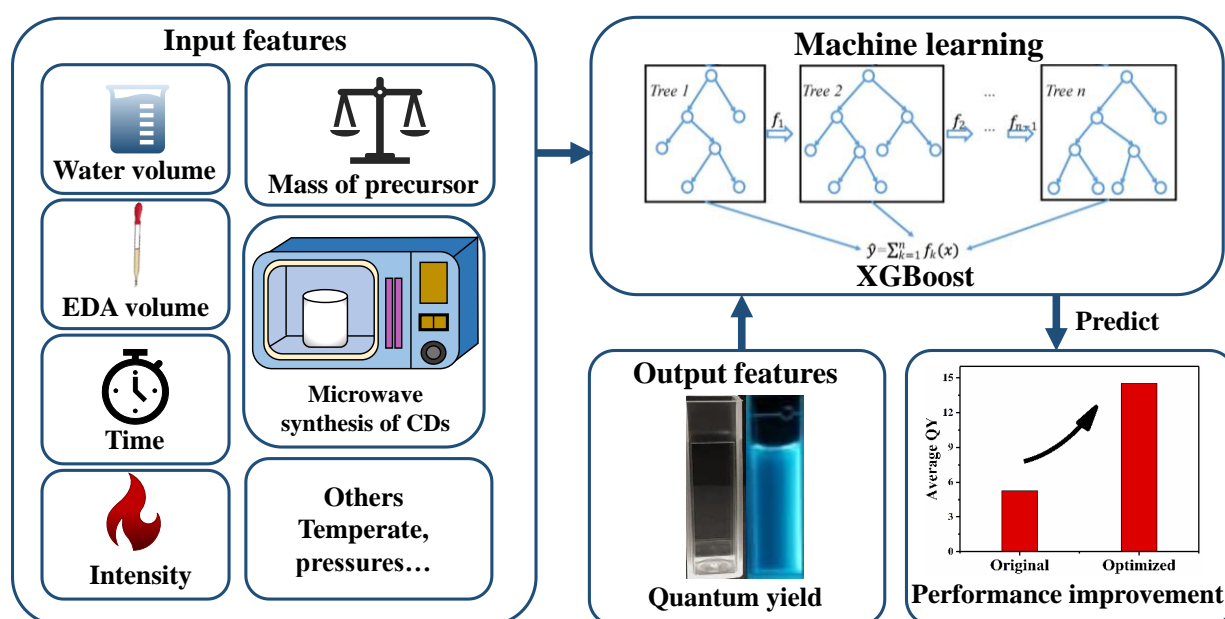 Input features
Water volume
Mass of precursor
EDA volume
Microwave
synthesis of CDs
Time
Intensity
Others
Temperate,
pressures…
Machine learning
Tree 1
f₁
Tree 2
f₂
...
...
fₙ₋₁
Tree n
ŷ=∑ₖ₌₁ⁿ fₖ(x)
XGBoost
Predict
Output features
Quantum yield
Average QY
15
12
9
6
3
0
Original
Optimized
Performance improvement